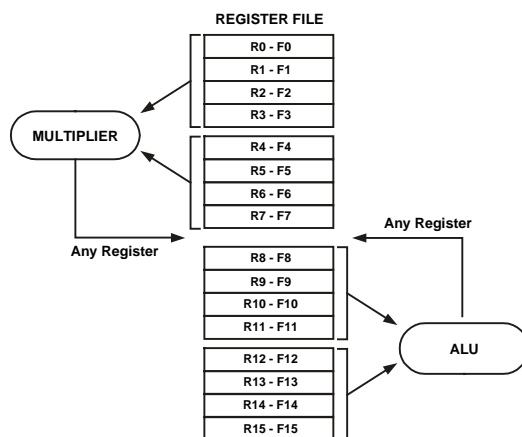 REGISTER FILE
R0 - F0
R1 - F1
R2 - F2
R3 - F3
MULTIPLIER
R4 - F4
R5 - F5
R6 - F6
R7 - F7
Any Register
Any Register
R8 - F8
R9 - F9
R10 - F10
R11 - F11
ALU
R12 - F12
R13 - F13
R14 - F14
R15 - F15